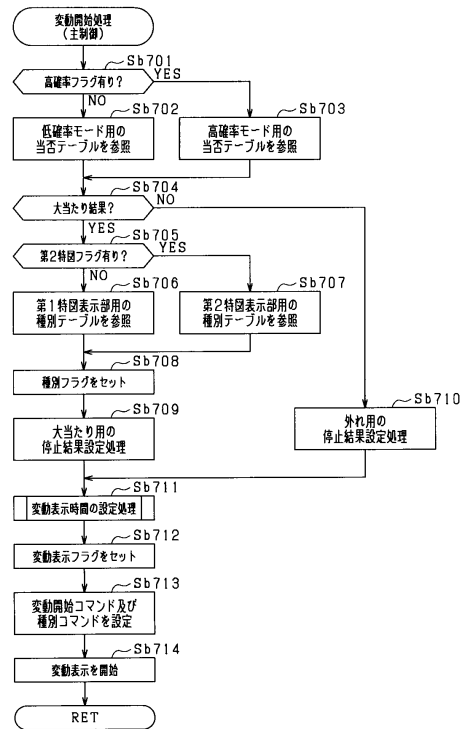 変動開始処理
(主制御)
Sb701
高確率フラグ有り?
YES
NO
Sb702
低確率モード用の
当否テーブルを参照
Sb703
高確率モード用の
当否テーブルを参照
Sb704
大当たり結果?
NO
YES
Sb705
第2特図フラグ有り?
YES
NO
Sb706
第1特図表示部用の
種別テーブルを参照
Sb707
第2特図表示部用の
種別テーブルを参照
Sb708
種別フラグをセット
Sb709
大当たり用の
停止結果設定処理
Sb710
外れ用の
停止結果設定処理
Sb711
変動表示時間の設定処理
Sb712
変動表示フラグをセット
Sb713
変動開始コマンド及び
種別コマンドを設定
Sb714
変動表示を開始
RET